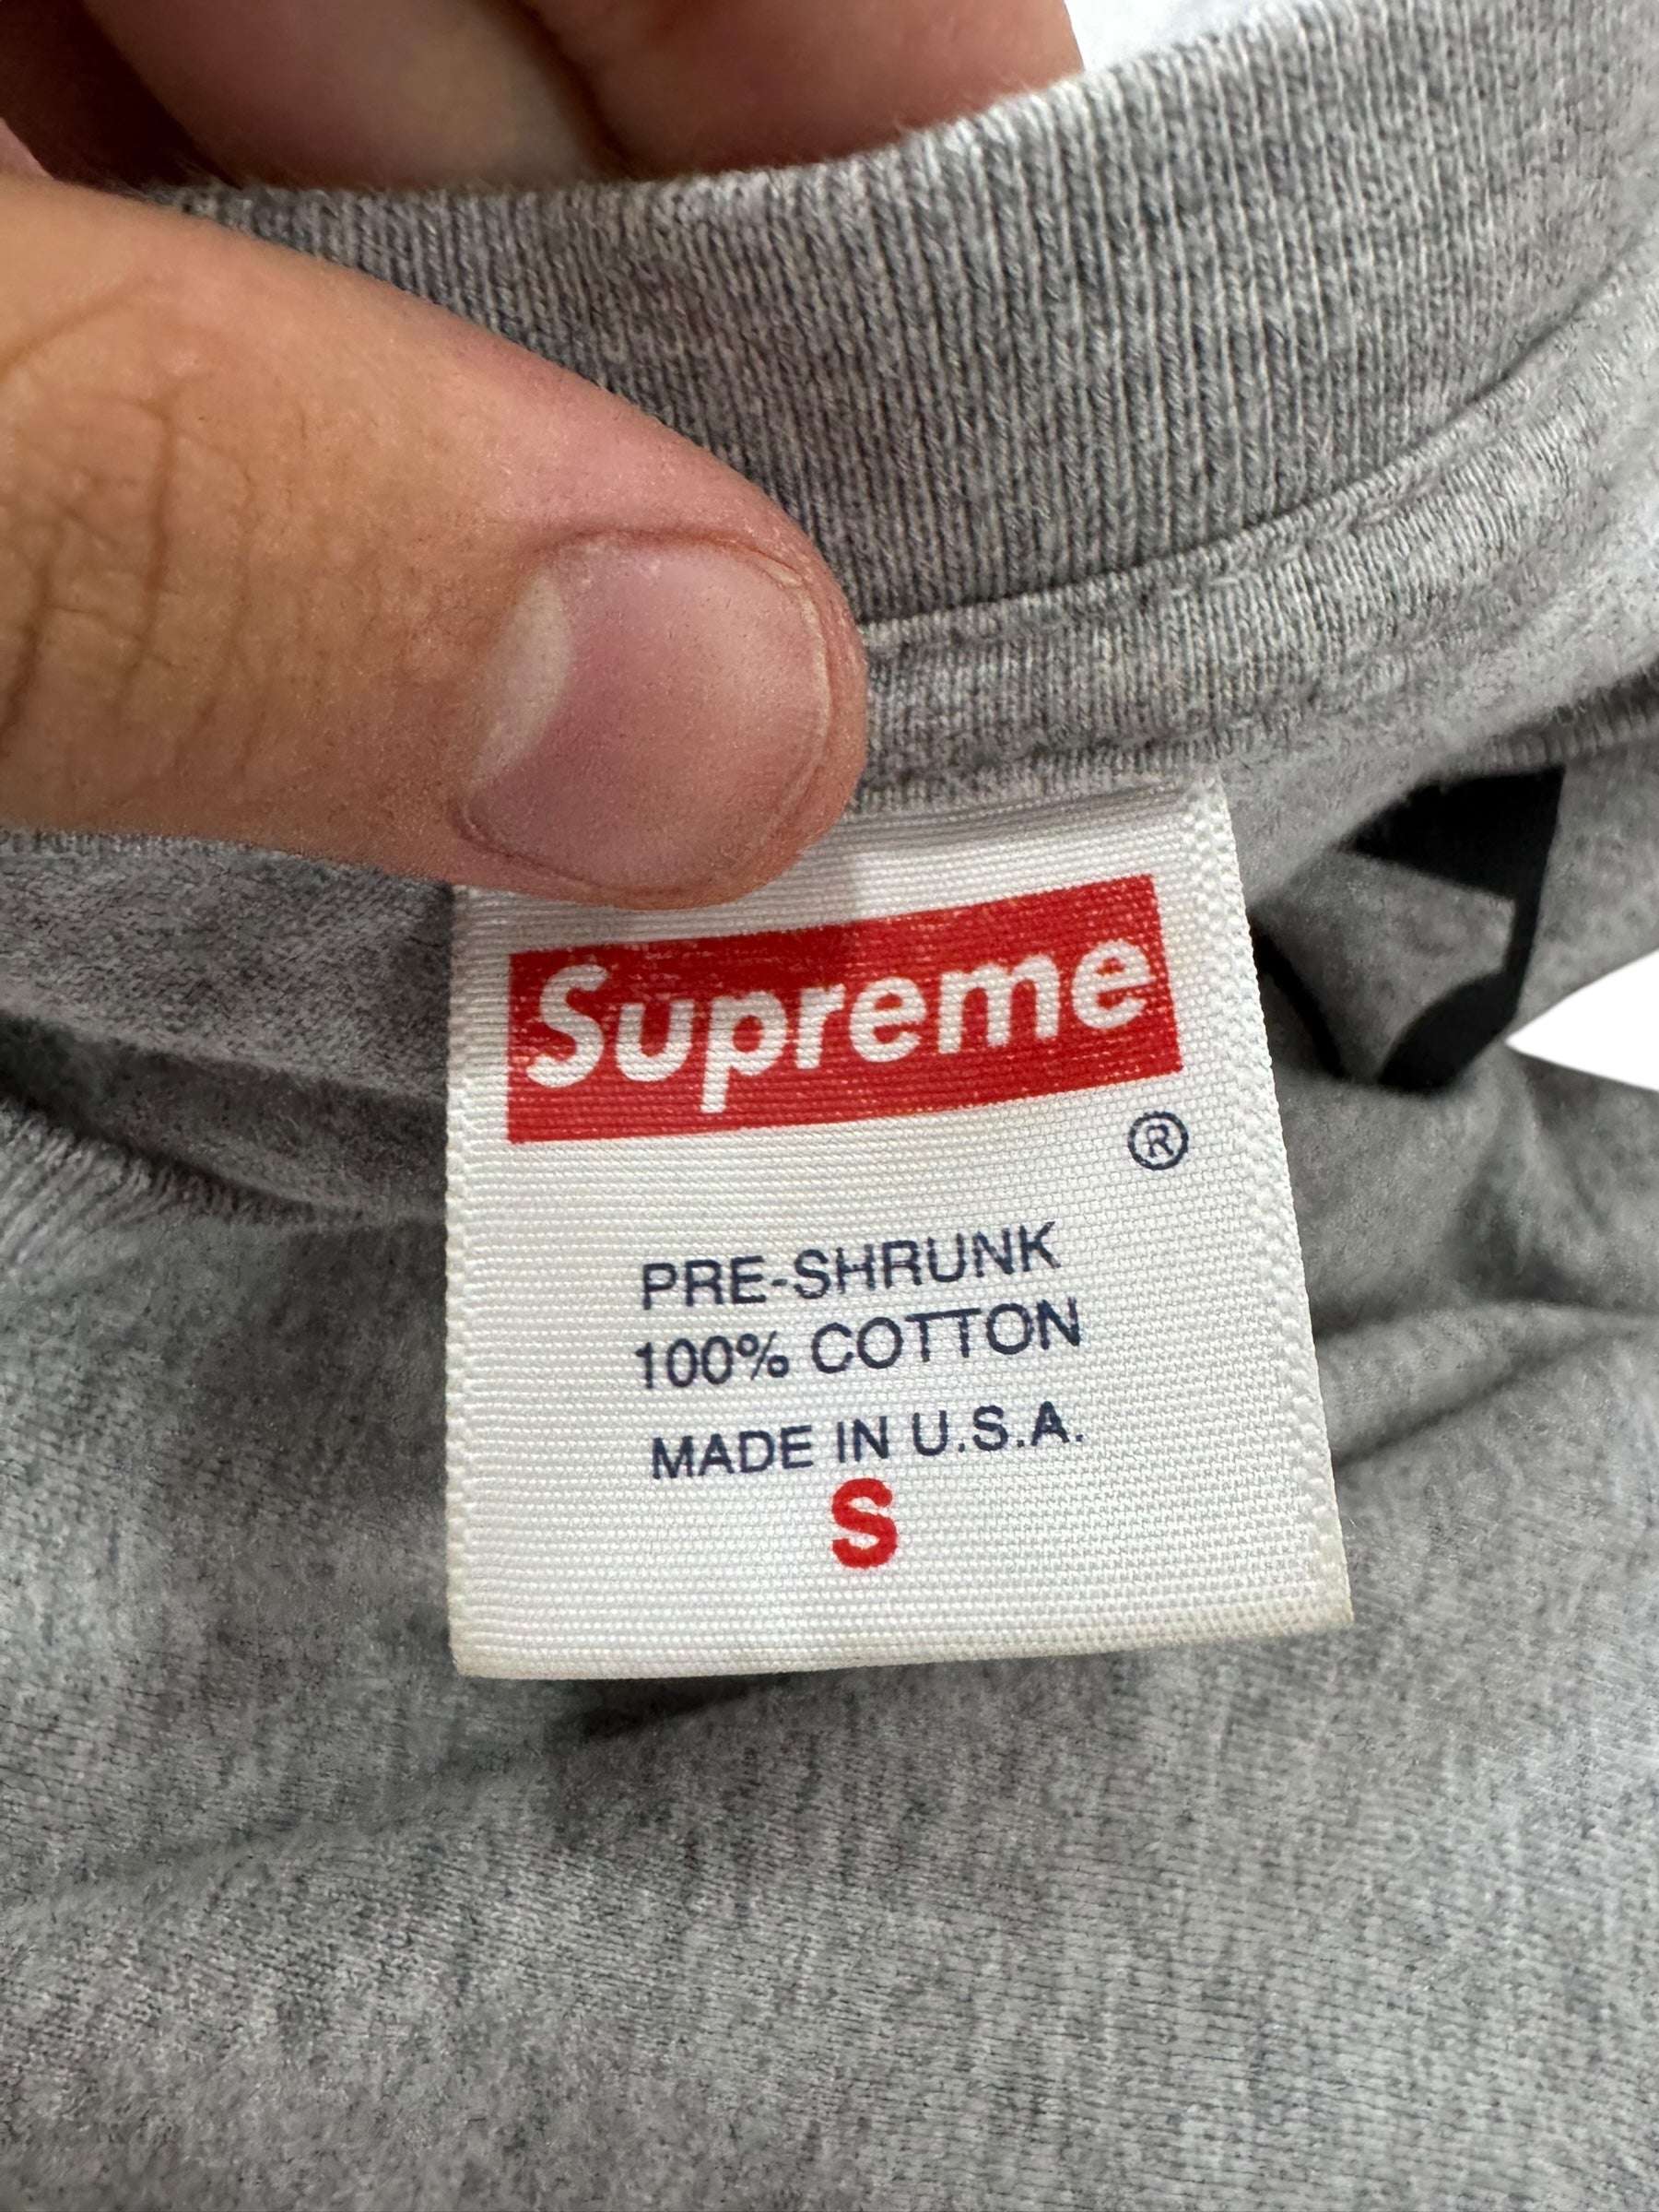 Supreme
®
PRE-SHRUNK
100% COTTON
MADE IN U.S.A.
S